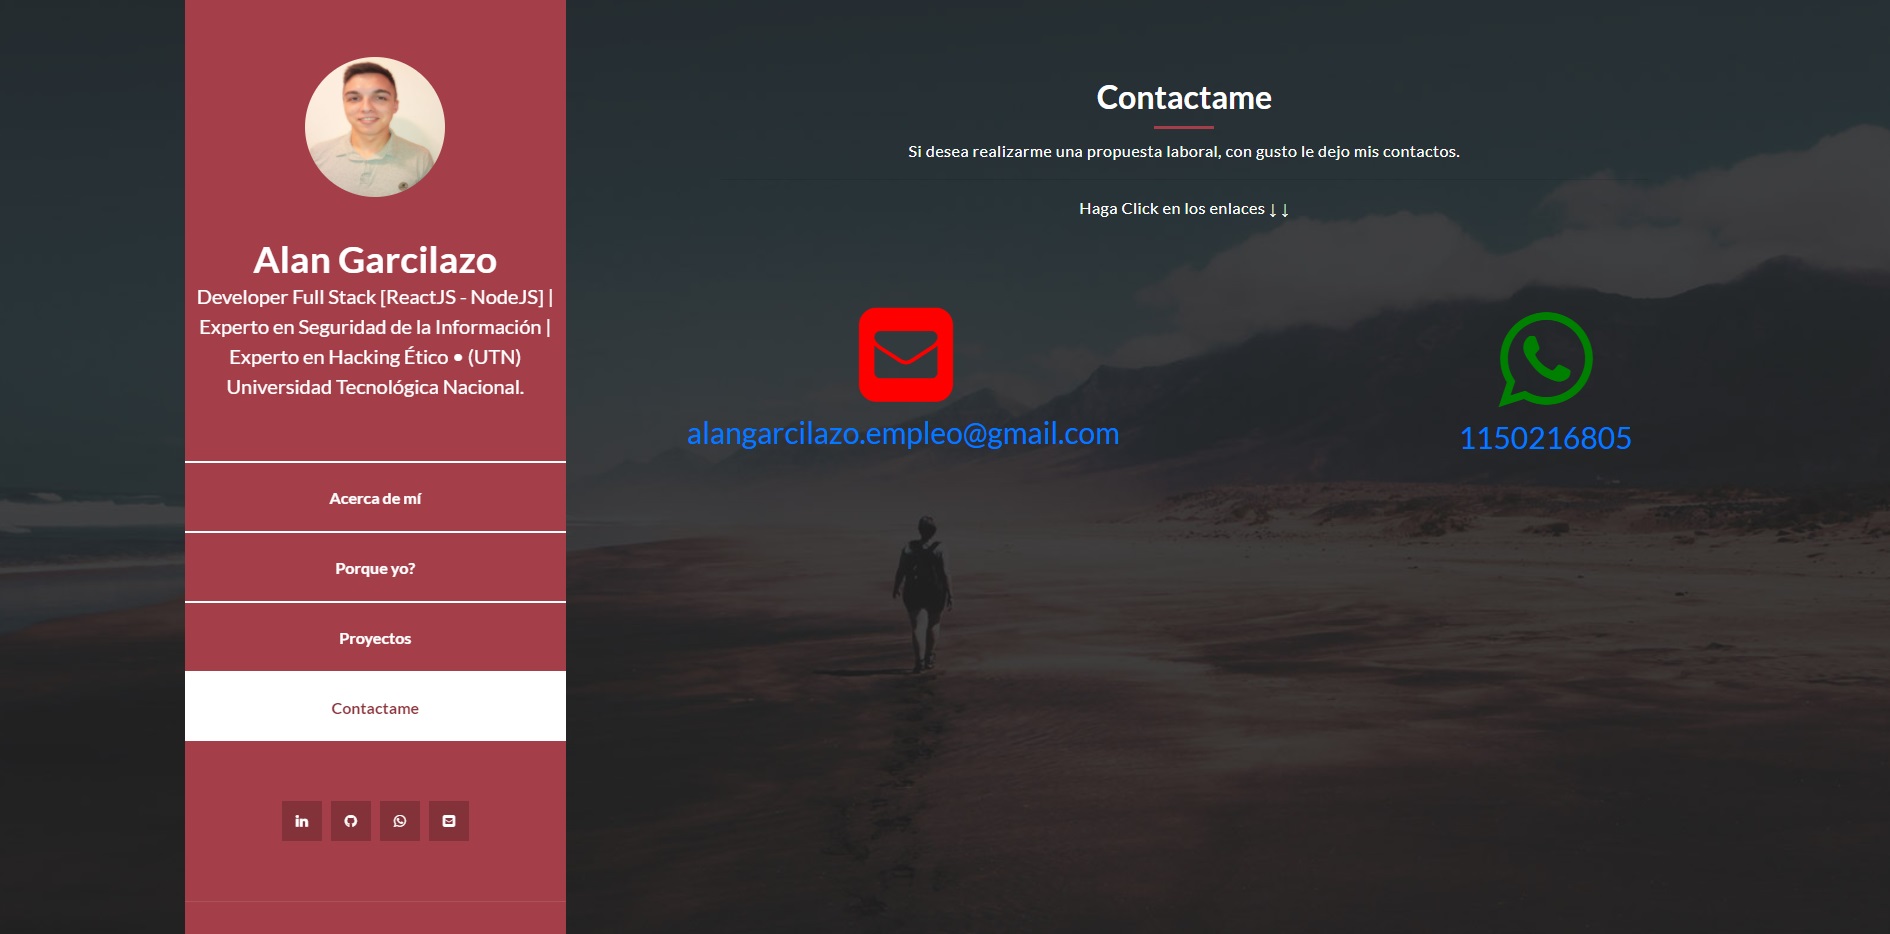 Alan Garcilazo
Developer Full Stack [ReactJS - NodeJS] |
Experto en Seguridad de la Información |
Experto en Hacking Ético • (UTN)
Universidad Tecnológica Nacional.
Acerca de mí
Porque yo?
Proyectos
Contactame
in
Contactame
Si desea realizarme una propuesta laboral, con gusto le dejo mis contactos.
Haga Click en los enlaces ↓ ↓
alangarcilazo.empleo@gmail.com
1150216805